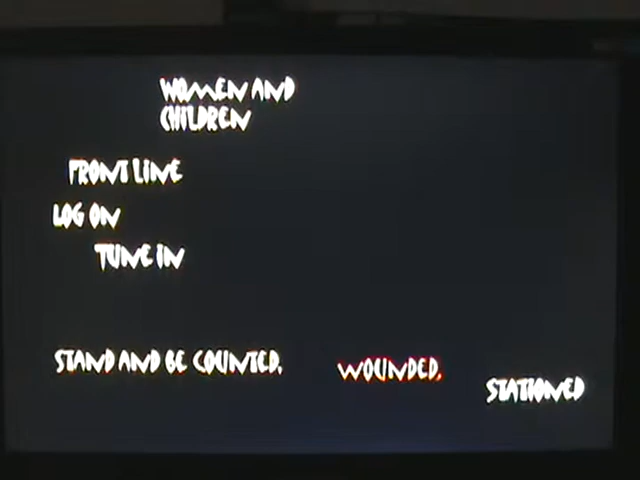 WOMEN AND
CHILDREN
FRONT LINE
LOG ON
TUNE IN
STAND AND BE COUNTED, WOUNDED, STATIONED